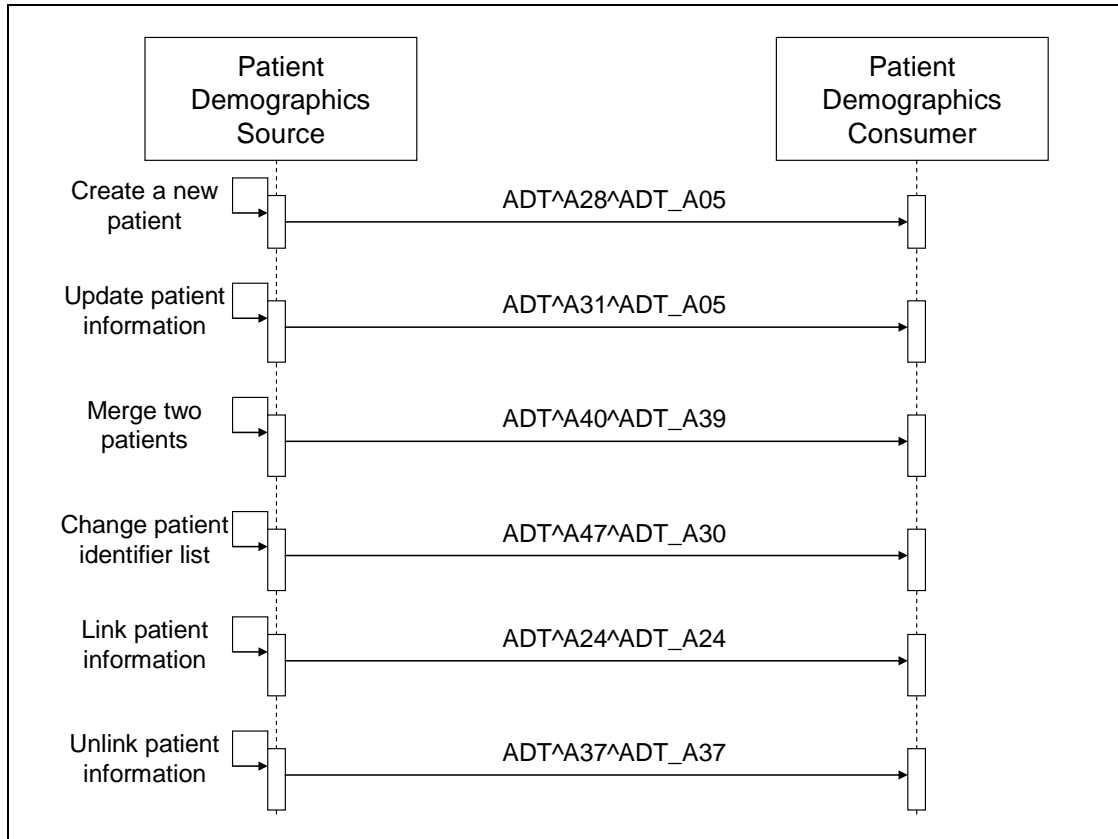 Patient
Demographics
Source
Patient
Demographics
Consumer
Create a new
patient
ADT^A28^ADT_A05
Update patient
information
ADT^A31^ADT_A05
Merge two
patients
ADT^A40^ADT_A39
Change patient
identifier list
ADT^A47^ADT_A30
Link patient
information
ADT^A24^ADT_A24
Unlink patient
information
ADT^A37^ADT_A37